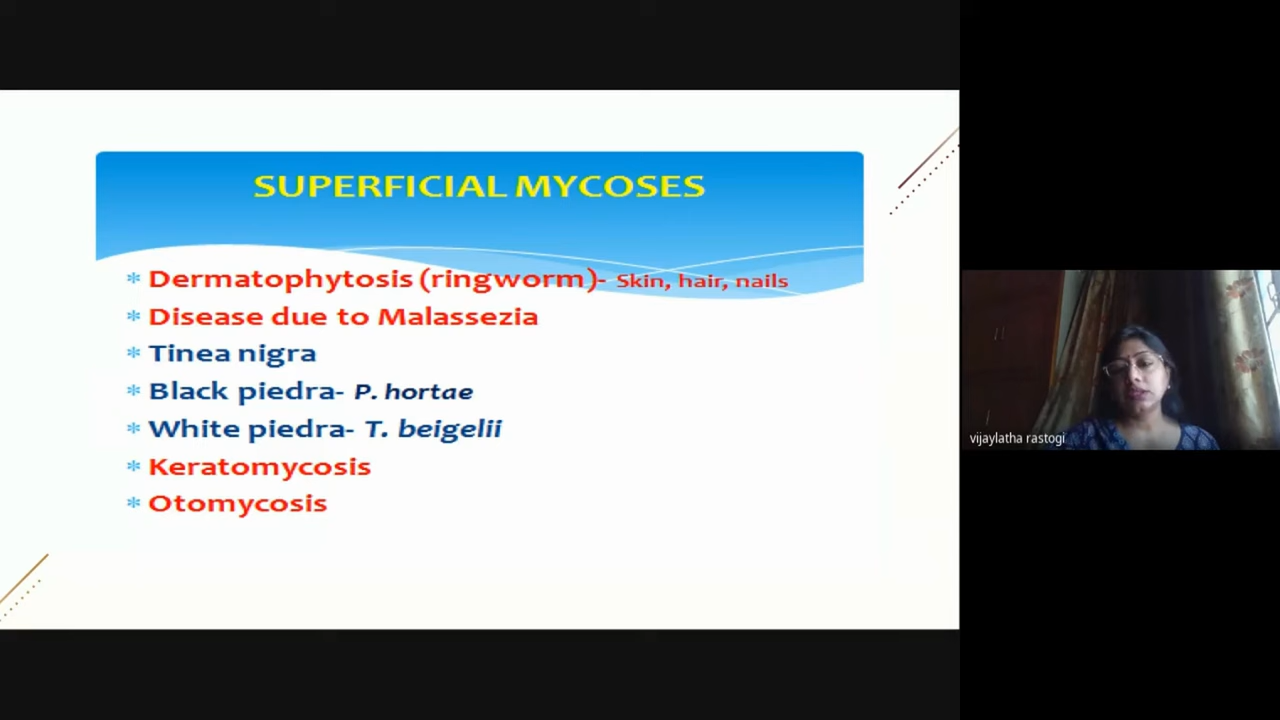 SUPERFICIAL MYCOSES
* Dermatophytosis (ringworm)- Skin, hair, nails
* Disease due to Malassezia
* Tinea nigra
* Black piedra- P. hortae
* White piedra- T. beigelii
* Keratomycosis
* Otomycosis
vijaylatha rastogi